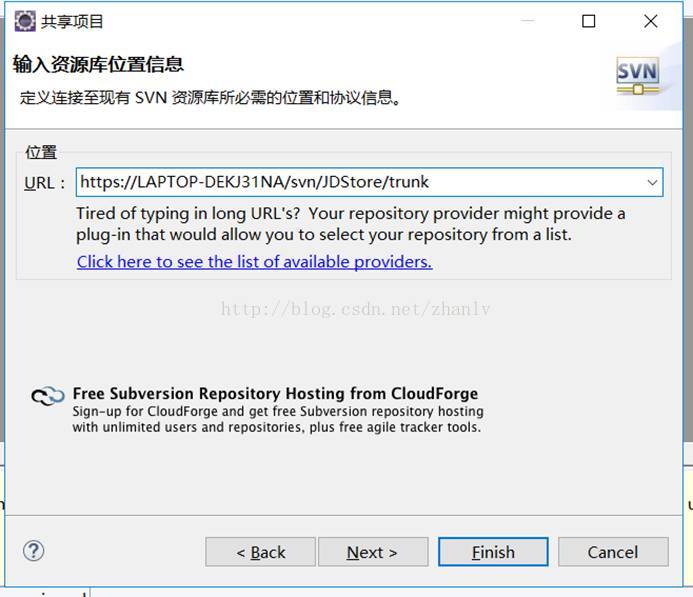 共享项目
输入资源库位置信息
定义连接至现有 SVN 资源库所必需的位置和协议信息。
SVN
位置
URL： https://LAPTOP-DEKJ31NA/svn/JDStore/trunk
Tired of typing in long URL's?  Your repository provider might provide a
plug-in that would allow you to select your repository from a list.
Click here to see the list of available providers.
http://blog.csdn.net/zhanlv
Free Subversion Repository Hosting from CloudForge
Sign-up for CloudForge and get free Subversion repository hosting
with unlimited users and repositories, plus free agile tracker tools.
< Back Next > Finish Cancel